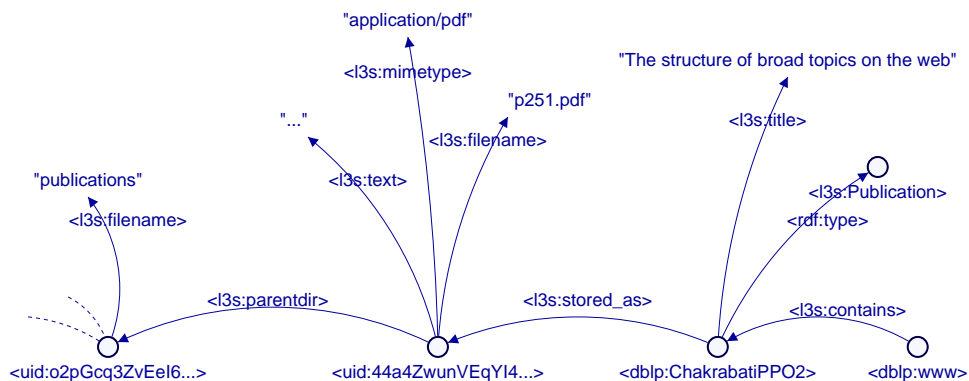 "application/pdf"
<l3s:mimetype>
"The structure of broad topics on the web"
"p251.pdf"
"..."
<l3s:title>
<l3s:filename>
<l3s:text>
"publications"
<l3s:Publication>
<l3s:filename>
<rdf:type>
<l3s:parentdir>
<l3s:stored_as>
<l3s:contains>
<uid:o2pGcq3ZvEeI6...>
<uid:44a4ZwunVEqYI4...>
<dblp:ChakrabatiPPO2>
<dblp:www>